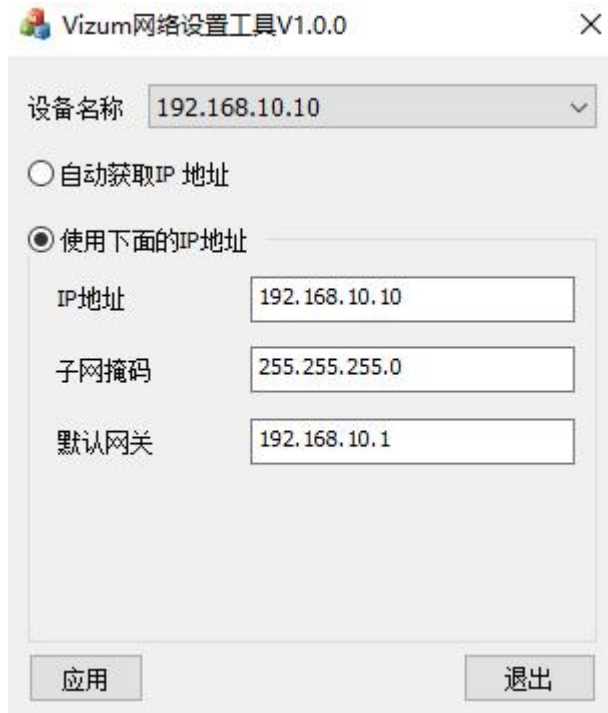 Vizum网络设置工具V1.0.0
设备名称 192.168.10.10
自动获取IP 地址
使用下面的IP地址
IP地址 192.168.10.10
子网掩码 255.255.255.0
默认网关 192.168.10.1
应用 退出